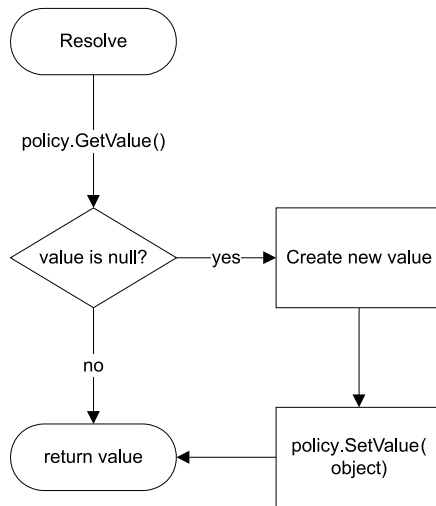 Resolve
policy.GetValue()
value is null?
yes
Create new value
no
return value
policy.SetValue(
object)